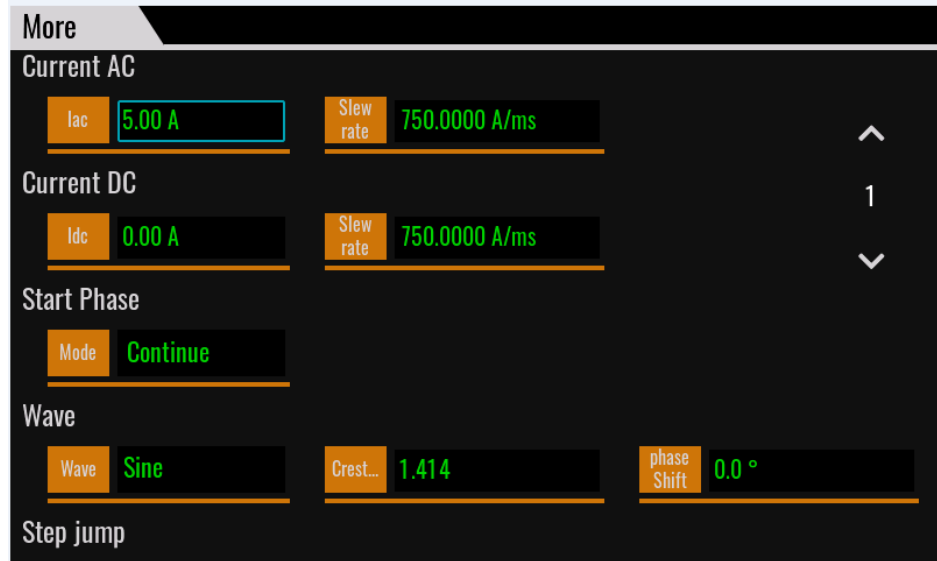 More
Current AC
Iac 5.00 A Slew rate 750.0000 A/ms
1
Current DC
Idc 0.00 A Slew rate 750.0000 A/ms
Start Phase
Mode Continue
Wave
Wave Sine Crest... 1.414 phase Shift 0.0 °
Step jump